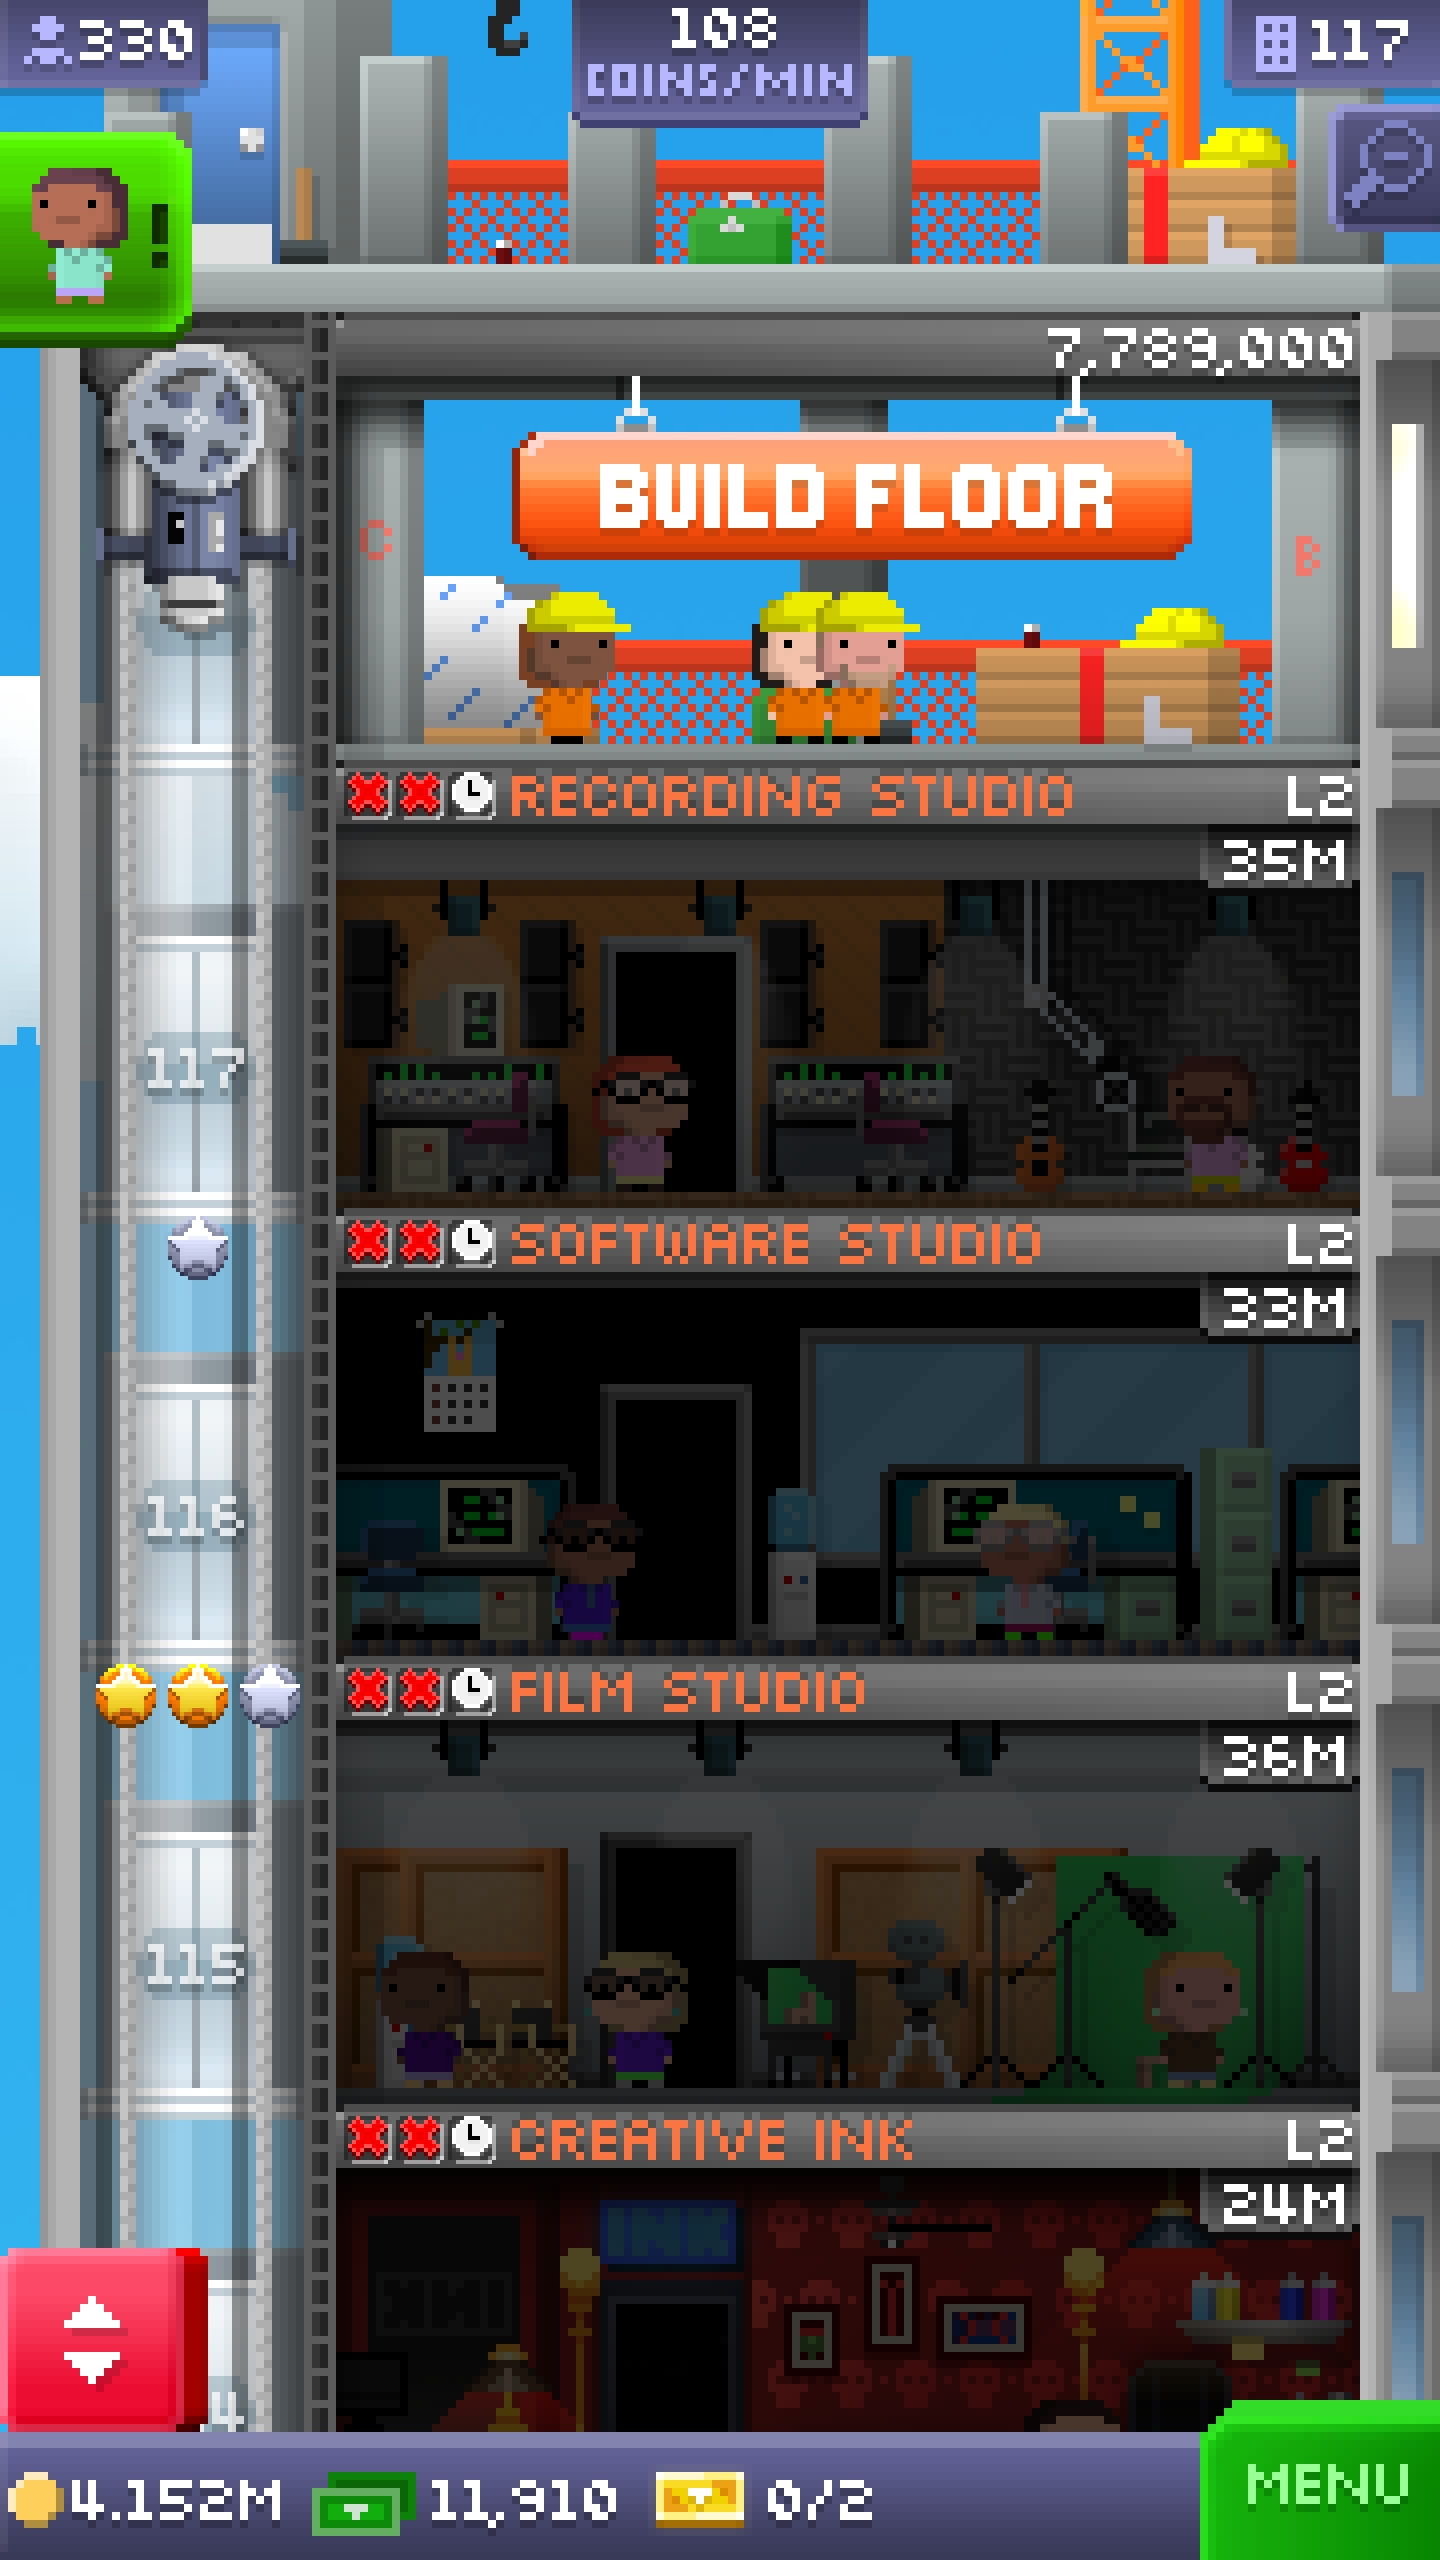 330
108
COINS/MIN
117
!
7,789,000
BUILD FLOOR
C
B
RECORDING STUDIO L2
35M
117
SOFTWARE STUDIO L2
33M
116
FILM STUDIO L2
36M
115
CREATIVE INK L2
24M
INK
4
4.152M 11,910 0/2
MENU